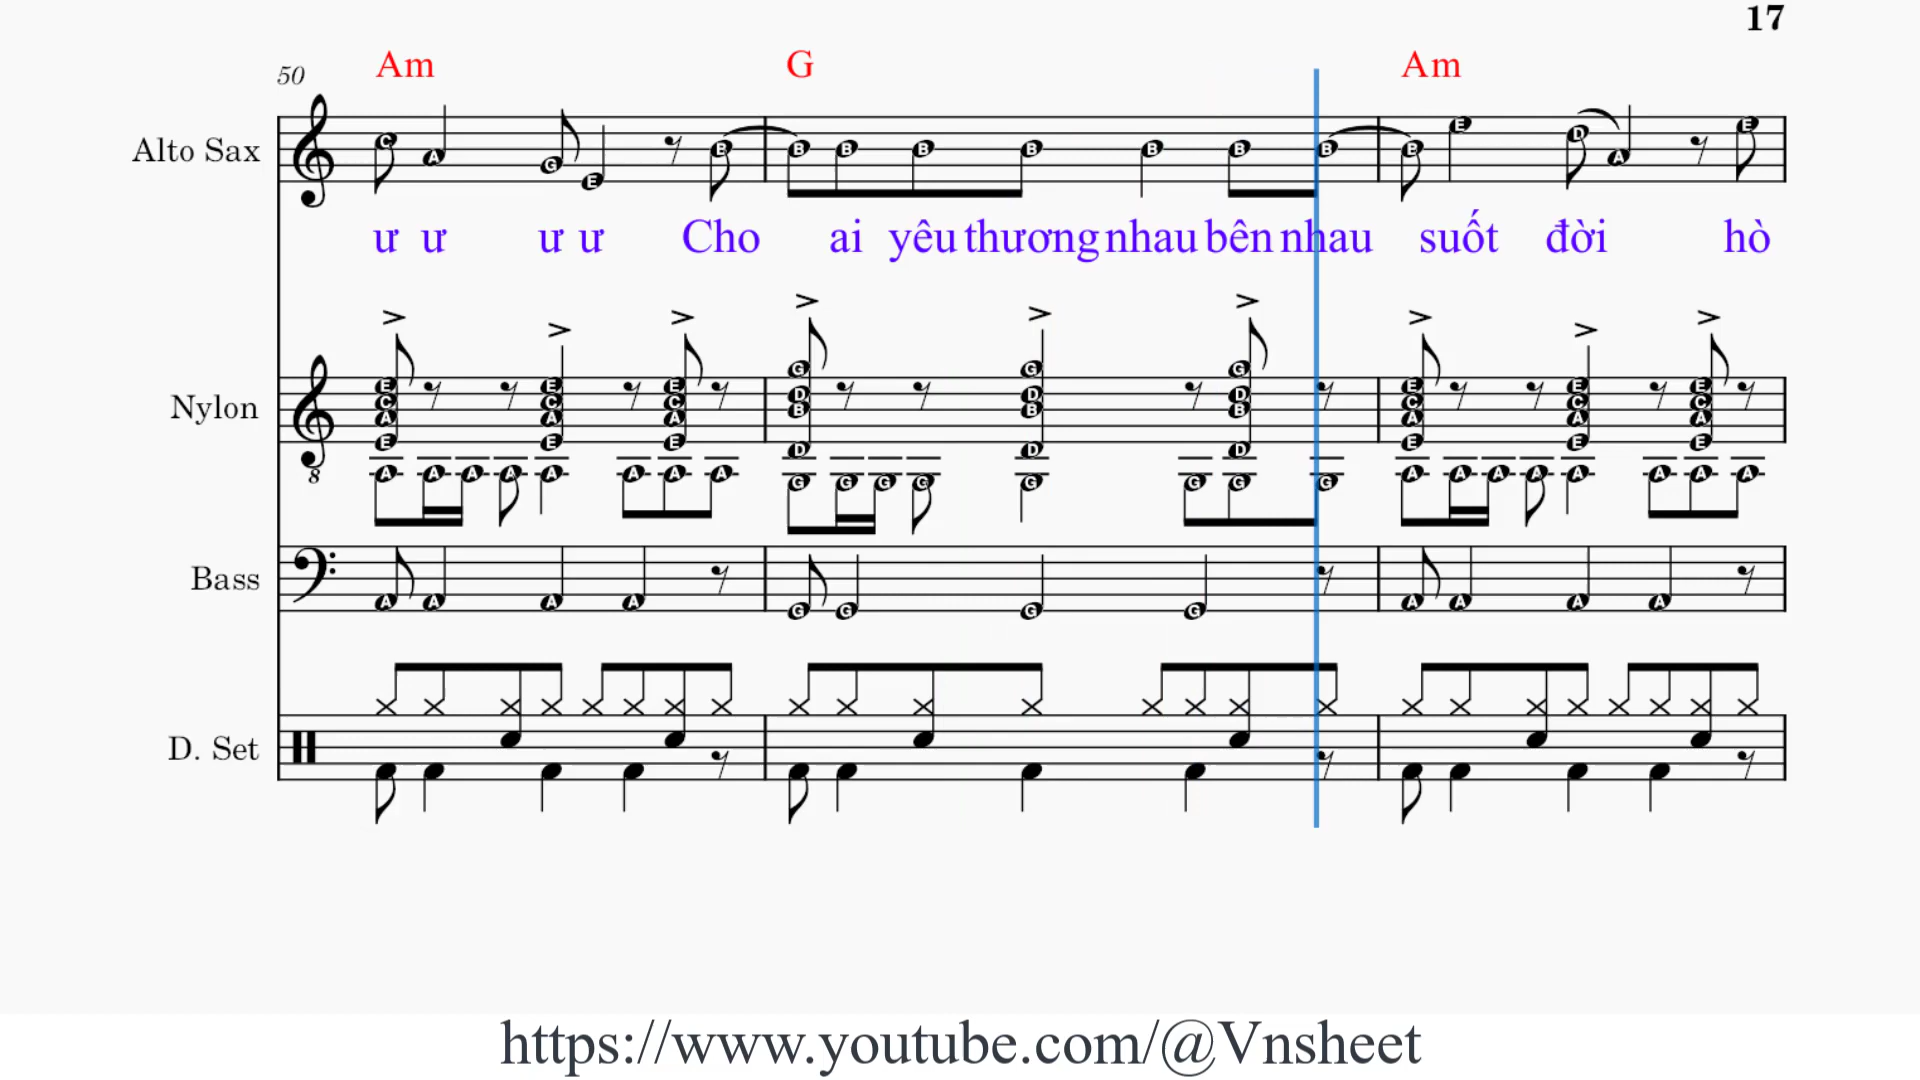 17
50 Am G Am
Alto Sax
ư ư ư ư Cho ai yêu thương nhau bên nhau suốt đời hò
Nylon
Bass
D. Set
https://www.youtube.com/@Vnsheet